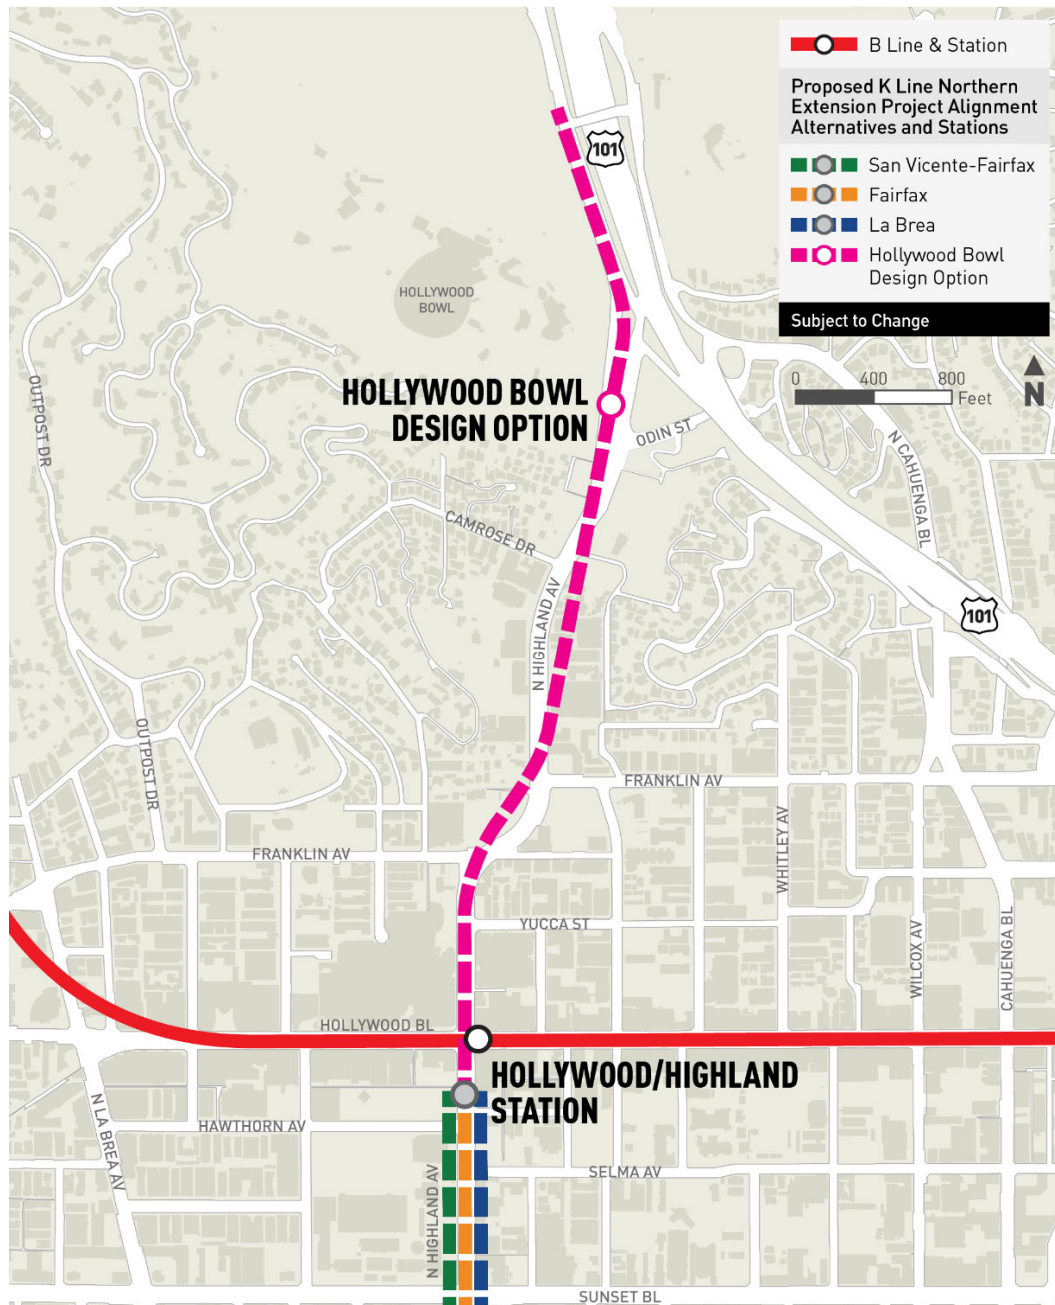 B Line & Station
Proposed K Line Northern
Extension Project Alignment
Alternatives and Stations
San Vicente-Fairfax
Fairfax
La Brea
Hollywood Bowl
Design Option
Subject to Change
0 400 800
Feet
N
101
HOLLYWOOD
BOWL
HOLLYWOOD BOWL
DESIGN OPTION
OUTPOST DR
ODIN ST
N CAHUENGA BL
CAMROSE DR
101
N HIGHLAND AV
OUTPOST DR
FRANKLIN AV
WHITLEY AV
FRANKLIN AV
YUCCA ST
WILCOX AV
CAHUENGA BL
HOLLYWOOD BL
HOLLYWOOD/HIGHLAND
STATION
N LA BREA AV
HAWTHORN AV
SELMA AV
N HIGHLAND AV
SUNSET BL